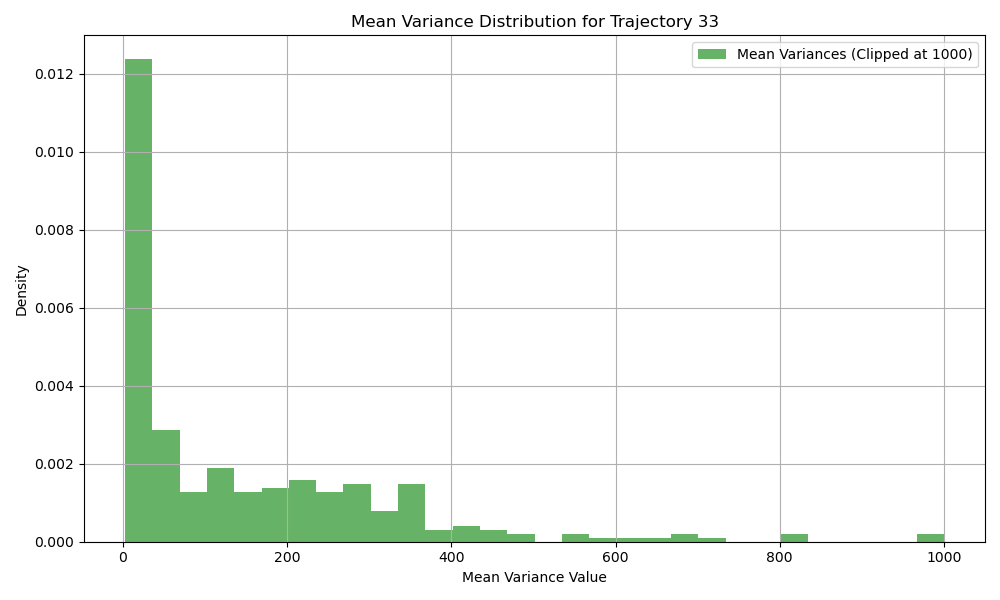 Mean Variance Distribution for Trajectory 33
Mean Variances (Clipped at 1000)
Density
0.012
0.010
0.008
0.006
0.004
0.002
0.000
0 200 400 600 800 1000
Mean Variance Value